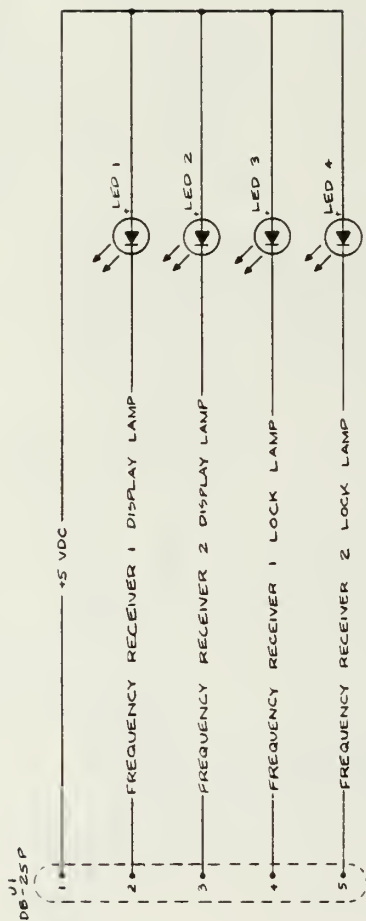 J1
DB-25P
1 +5 VDC
2 FREQUENCY RECEIVER 1 DISPLAY LAMP + LED 1
3 FREQUENCY RECEIVER 2 DISPLAY LAMP + LED 2
4 FREQUENCY RECEIVER 1 LOCK LAMP + LED 3
5 FREQUENCY RECEIVER 2 LOCK LAMP + LED 4